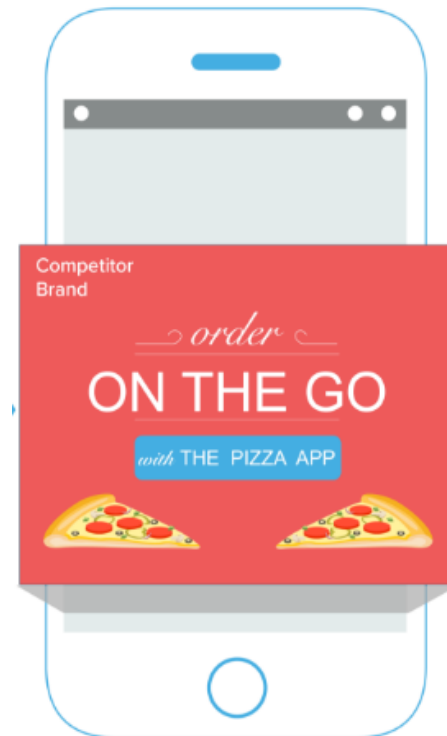 Competitor
Brand
order
ON THE GO
with THE PIZZA APP